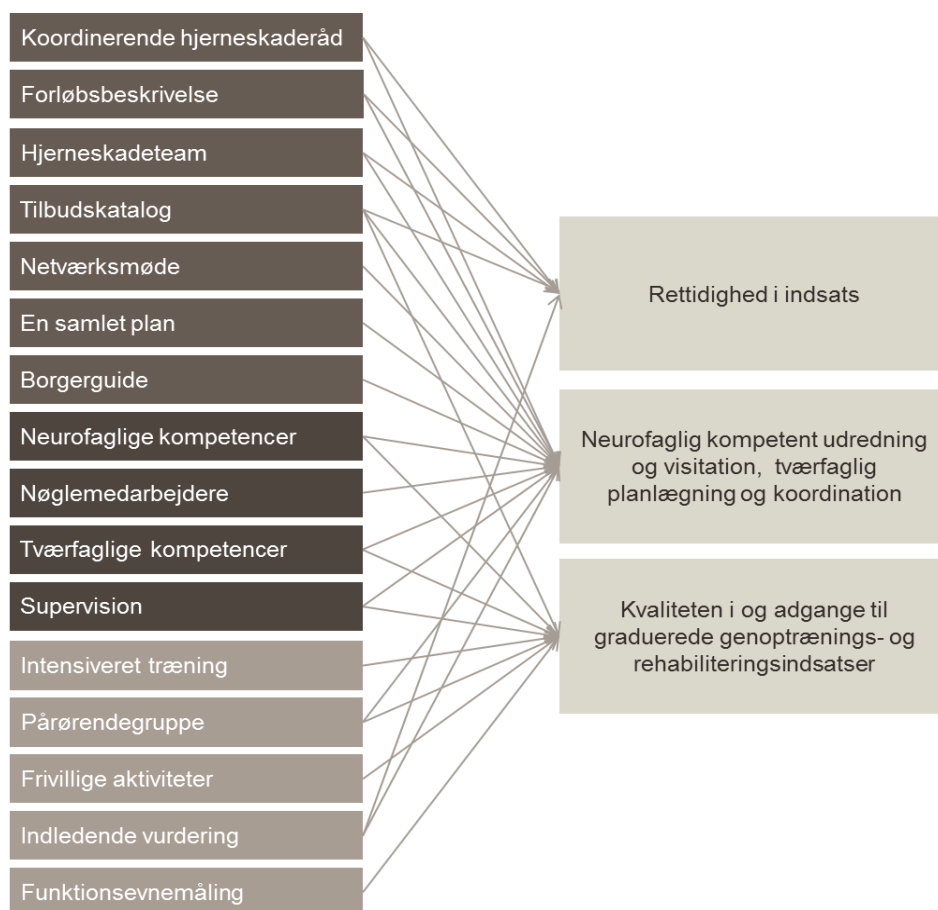 Koordinerende hjerneskaderåd
Forløbsbeskrivelse
Hjerneskadeteam
Tilbudskatalog
Netværksmøde
En samlet plan
Borgerguide
Neurofaglige kompetencer
Nøglemedarbejdere
Tværfaglige kompetencer
Supervision
Intensiveret træning
Pårørendegruppe
Frivillige aktiviteter
Indledende vurdering
Funktionsevnemåling
Rettidighed i indsats
Neurofaglig kompetent udredning
og visitation, tværfaglig
planlægning og koordination
Kvaliteten i og adgange til
graduerede genoptrænings- og
rehabiliteringsindsatser